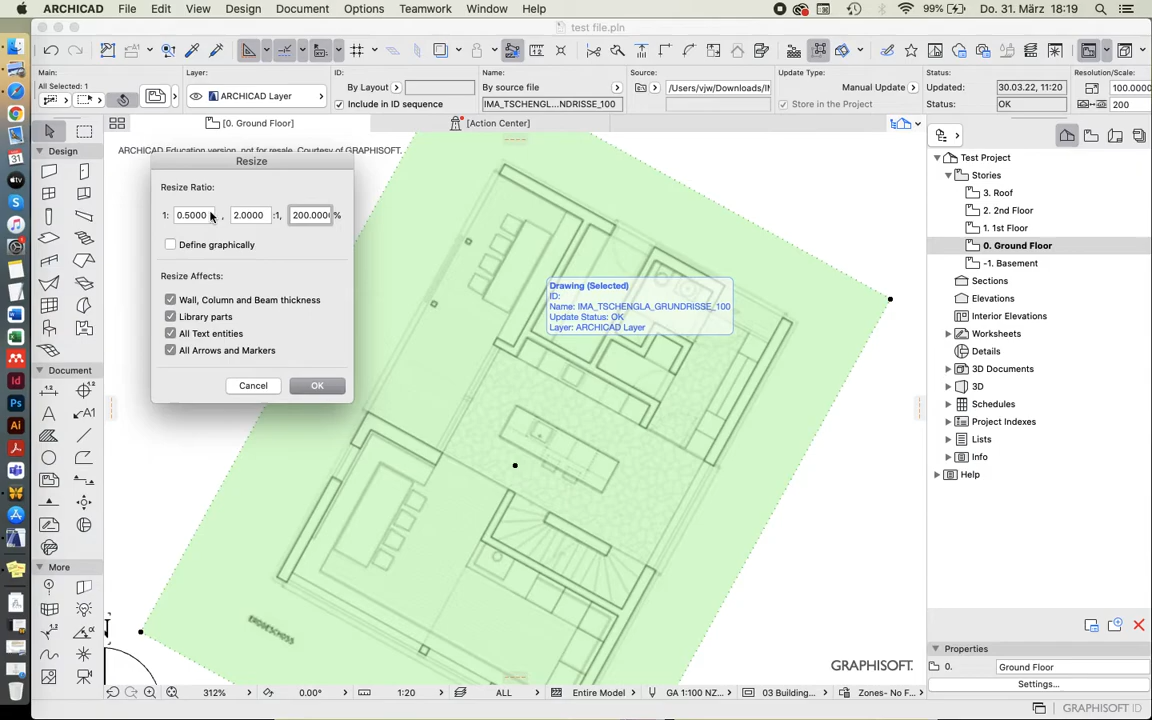 ARCHICAD File Edit View Design Document Options Teamwork Window Help
99% Do. 31. März 18:19
test file.pln
Main:
All Selected: 1
Layer:
ARCHICAD Layer
ID:
By Layout
Include in ID sequence
Name:
By source file
IMA_TSCHENGL...NDRISSE_100
Source:
/Users/vjw/Downloads/I
Update Type:
Manual Update
Store in the Project
Status:
Updated: 30.03.22, 11:20
Status: OK
Resolution/Scale:
100.0000
200
[0. Ground Floor]
[Action Center]
ARCHICAD Education version, not for resale. Courtesy of GRAPHISOFT.
Design
Document
More
Resize
Resize Ratio:
1: 0.5000 , 2.0000 :1, 200.000 %
Define graphically
Resize Affects:
Wall, Column and Beam thickness
Library parts
All Text entities
All Arrows and Markers
Cancel OK
Drawing (Selected)
ID:
Name: IMA_TSCHENGLA_GRUNDRISSE_100
Update Status: OK
Layer: ARCHICAD Layer
ERDGESCHOSS
GRAPHISOFT.
Test Project
Stories
3. Roof
2. 2nd Floor
1. 1st Floor
0. Ground Floor
-1. Basement
Sections
Elevations
Interior Elevations
Worksheets
Details
3D Documents
3D
Schedules
Project Indexes
Lists
Info
Help
Properties
0. Ground Floor
Settings...
312% 0.00° 1:20 ALL Entire Model GA 1:100 NZ... 03 Building... Zones- No F...
GRAPHISOFT ID